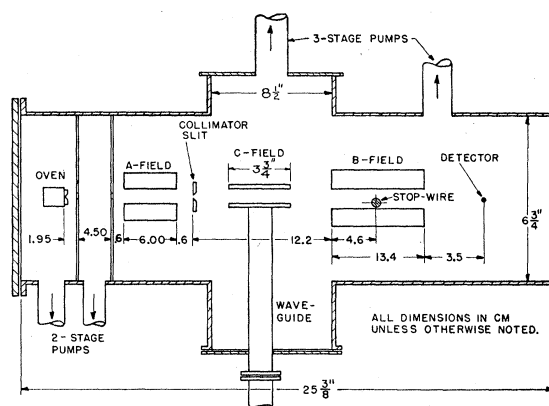 3-STAGE PUMPS
8 1/2"
COLLIMATOR
SLIT
A-FIELD
C-FIELD
3 3/4"
B-FIELD
DETECTOR
OVEN
STOP-WIRE
6 3/4"
1.95
4.50
.6
6.00
.6
12.2
4.6
13.4
3.5
WAVE-
GUIDE
ALL DIMENSIONS IN CM
UNLESS OTHERWISE NOTED.
2-STAGE
PUMPS
25 3/8"